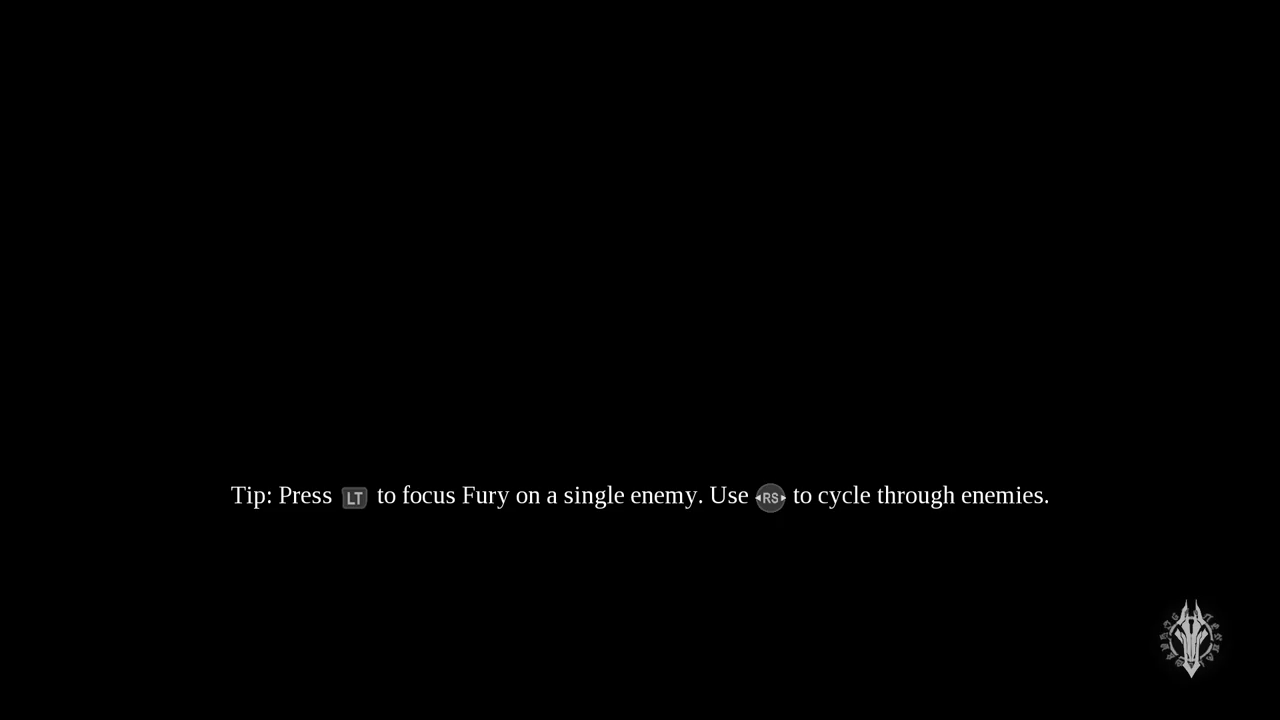 Tip: Press LT to focus Fury on a single enemy. Use RS to cycle through enemies.